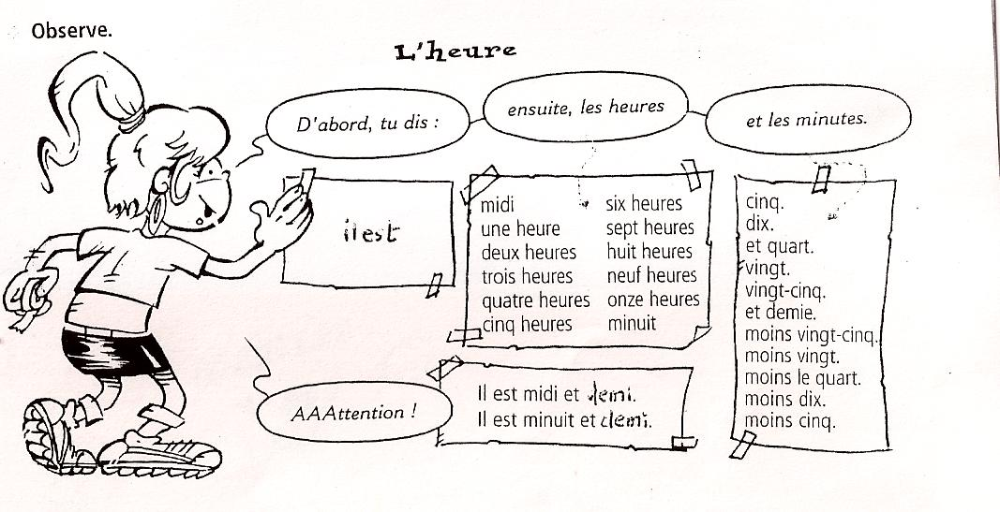 Observe.
L'heure
D'abord, tu dis :
ensuite, les heures
et les minutes.
il est
midi
une heure
deux heures
trois heures
quatre heures
cinq heures
six heures
sept heures
huit heures
neuf heures
onze heures
minuit
cinq.
dix.
et quart.
vingt.
vingt-cinq.
et demie.
moins vingt-cinq.
moins vingt.
moins le quart.
moins dix.
moins cinq.
AAAttention !
Il est midi et demi.
Il est minuit et demi.